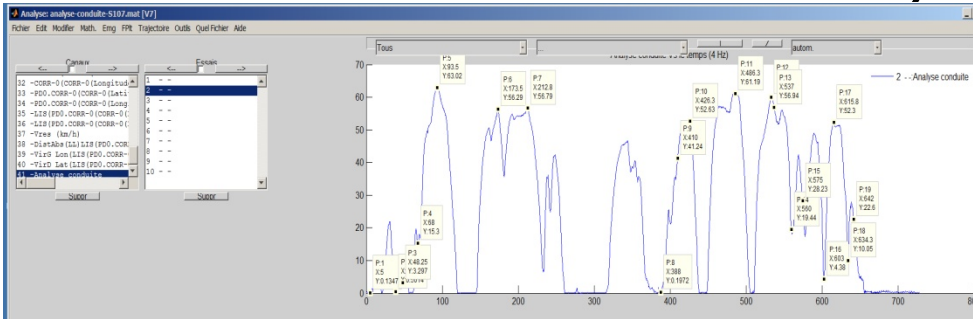 Analyse: analyse-conduite-S107.mat [V7]
Fichier Edit Modifier Math. Emg FPlt Trajectoire Outils Quel Fichier Aide
Canaux
<... -->
32 -CORR-0(CORR-0(Longitud
33 -PD0.CORR-0(CORR-0(Lati
34 -PD0.CORR-0(CORR-0(Long
35 -LIS(PD0.CORR-0(CORR-0(
36 -LIS(PD0.CORR-0(CORR-0(
37 -Vres (km/h)
38 -DistAbs(LL)LIS(PD0.COR
39 -VirG Lon(LIS(PD0.CORR-
40 -VirD Lat(LIS(PD0.CORR-
41 -Analyse conduite
Suppr
Essais
<... -->
1 - -
2 - -
3 - -
4 - -
5 - -
6 - -
7 - -
8 - -
9 - -
10 - -
Suppr
Tous
...
autom.
Analyse conduite Vs le temps (4 Hz)
2 - - Analyse conduite
70
60
50
40
30
20
10
0
100
200
300
400
500
600
700
80
P:1
X:5
Y:0.1347
P:3
X:48.25
Y:3.297
P:4
X:68
Y:15.3
P:5
X:93.5
Y:63.02
P:6
X:173.5
Y:56.29
P:7
X:212.8
Y:56.79
P:8
X:388
Y:0.1972
P:9
X:410
Y:41.24
P:10
X:426.3
Y:52.63
P:11
X:486.3
Y:61.19
P:13
X:537
Y:56.94
X:560
Y:19.44
P:15
X:575
Y:28.23
P:16
X:603
Y:4.38
P:17
X:615.8
Y:52.3
P:18
X:634.3
Y:10.05
P:19
X:642
Y:22.6